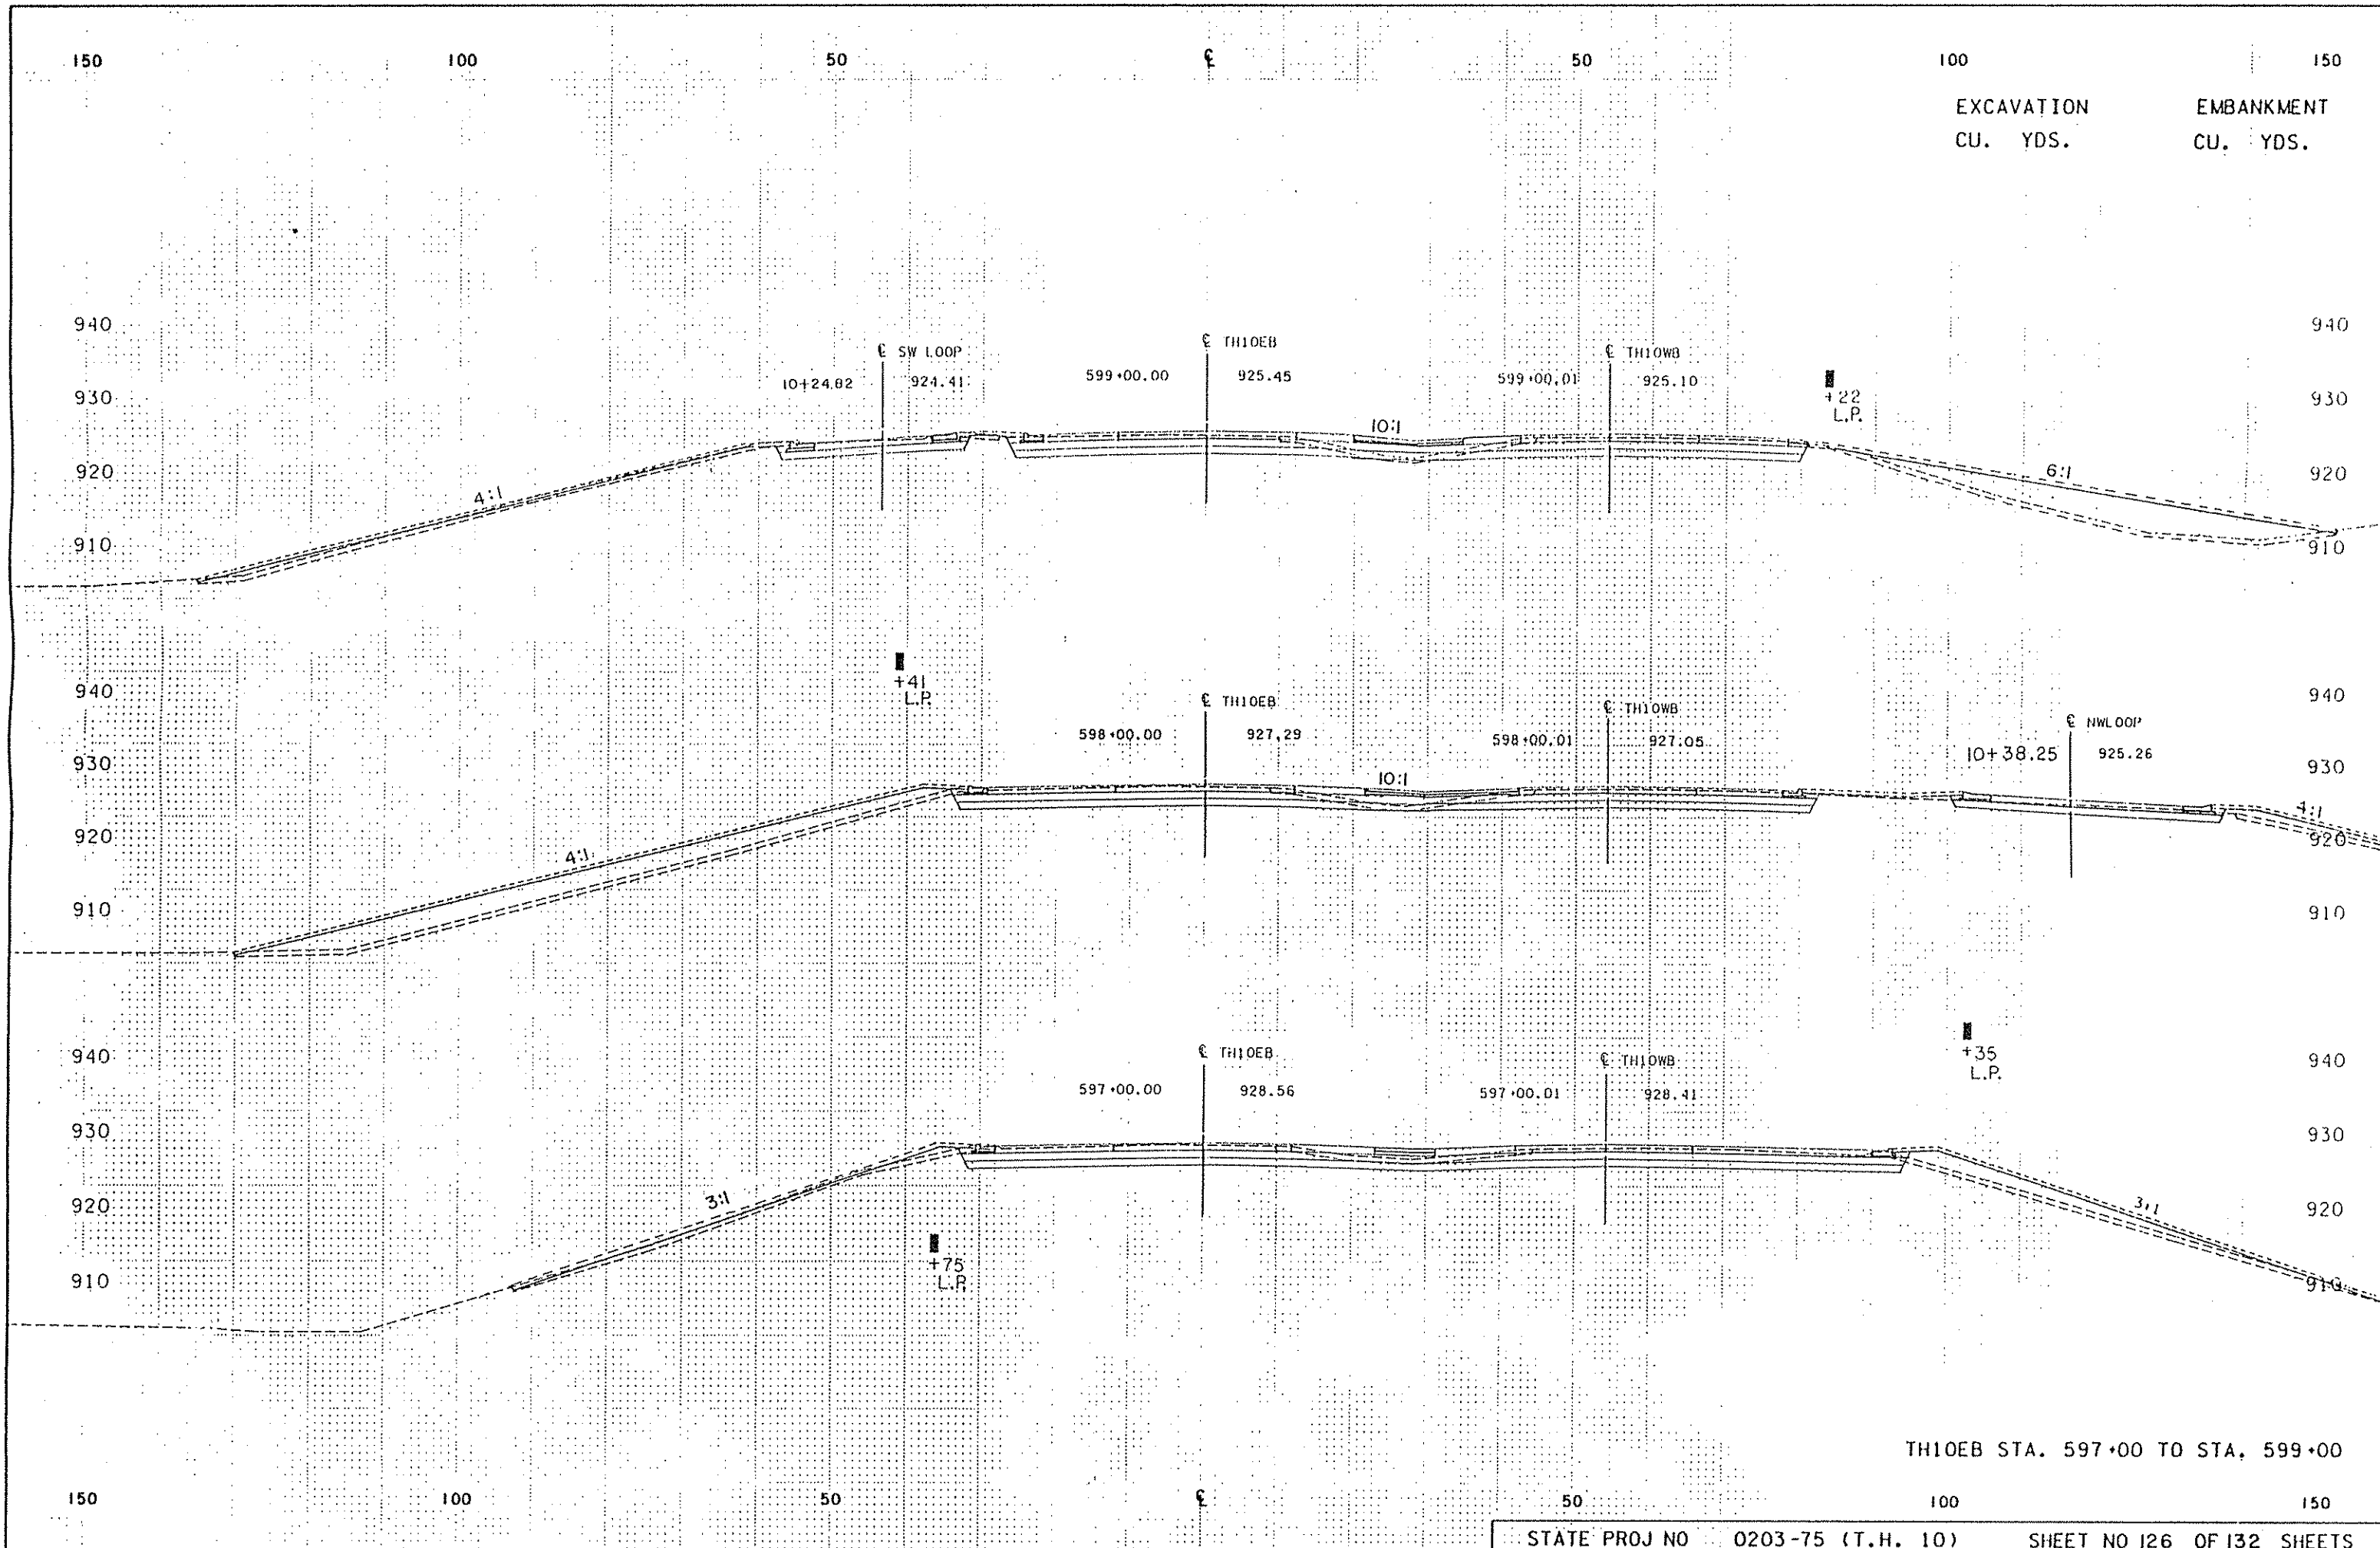 150 100 50 ℄ 50 100 150
EXCAVATION EMBANKMENT
CU. YDS. CU. YDS.
940 940
℄ SW LOOP ℄ TH10EB ℄ TH10WB
10+24.82 924.41 599+00.00 925.45 599+00.01 925.10
+22
L.P.
930 930
10:1
920 920
4:1 6:1
910 910
+41
L.P.
940 940
℄ TH10EB ℄ TH10WB ℄ NWLOOP
598+00.00 927.29 598+00.01 927.05 10+38.25 925.26
930 930
10:1
4:1
920 920
4:1
910 910
+35
L.P.
940 940
℄ TH10EB ℄ TH10WB
597+00.00 928.56 597+00.01 928.41
930 930
3:1 3:1
920 920
+75
L.P.
910 910
TH10EB STA. 597+00 TO STA. 599+00
150 100 50 ℄ 50 100 150
STATE PROJ NO 0203-75 (T.H. 10) SHEET NO 126 OF 132 SHEETS